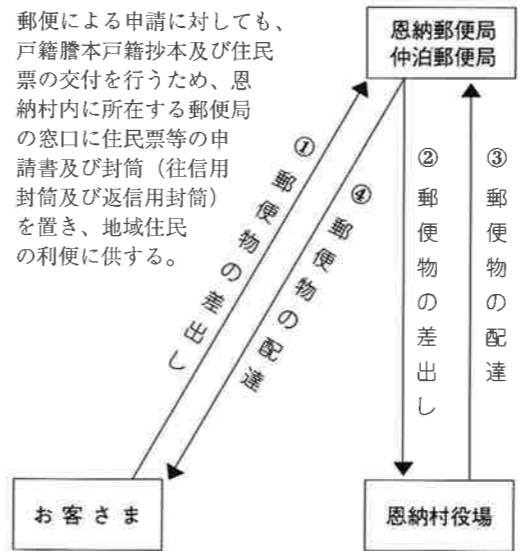 郵便による申請に対しても、
戸籍謄本戸籍抄本及び住民
票の交付を行うため、恩
納村内に所在する郵便局
の窓口に住民票等の申
請書及び封筒（往信用
封筒及び返信用封筒）
を置き、地域住民
の利便に供する。
恩納郵便局
仲泊郵便局
①郵便物の差出し
④郵便物の配達
②郵便物の差出し
③郵便物の配達
お客さま
恩納村役場